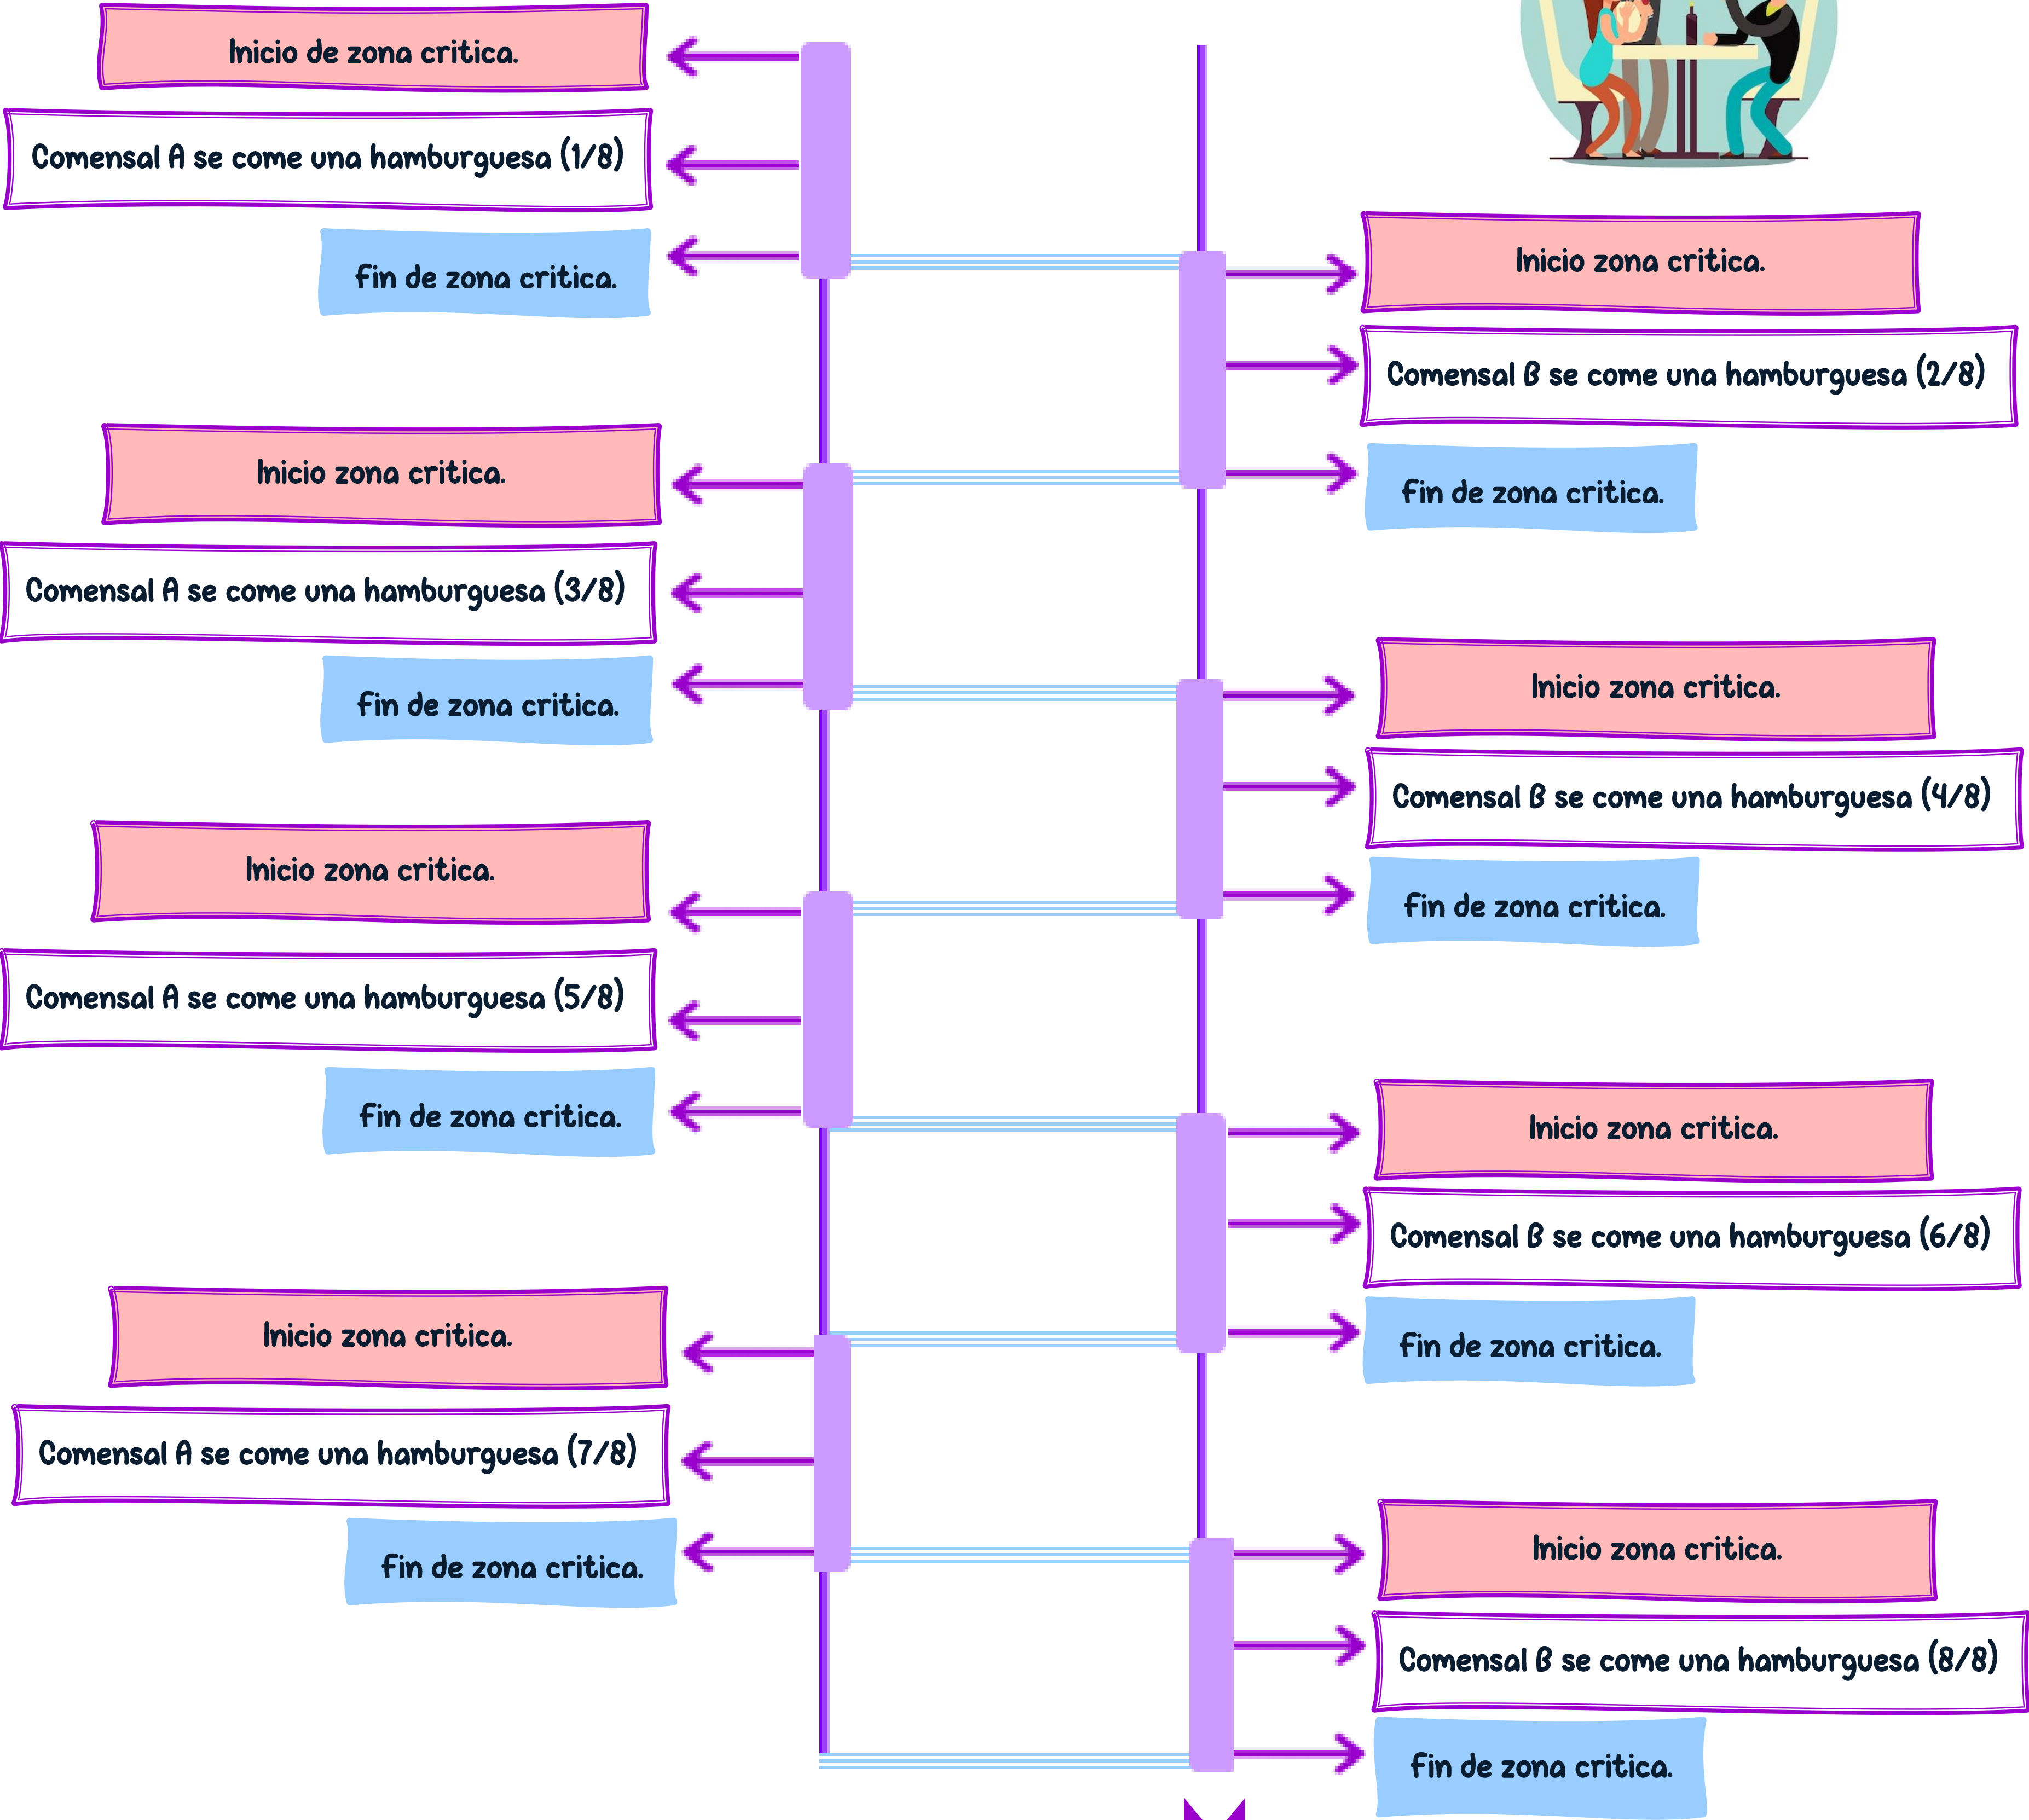 Inicio de zona critica.
Comensal A se come una hamburguesa (1/8)
fin de zona critica.
Inicio zona critica.
Comensal B se come una hamburguesa (2/8)
fin de zona critica.
Inicio zona critica.
Comensal A se come una hamburguesa (3/8)
fin de zona critica.
Inicio zona critica.
Comensal B se come una hamburguesa (4/8)
fin de zona critica.
Inicio zona critica.
Comensal A se come una hamburguesa (5/8)
fin de zona critica.
Inicio zona critica.
Comensal B se come una hamburguesa (6/8)
fin de zona critica.
Inicio zona critica.
Comensal A se come una hamburguesa (7/8)
fin de zona critica.
Inicio zona critica.
Comensal B se come una hamburguesa (8/8)
fin de zona critica.